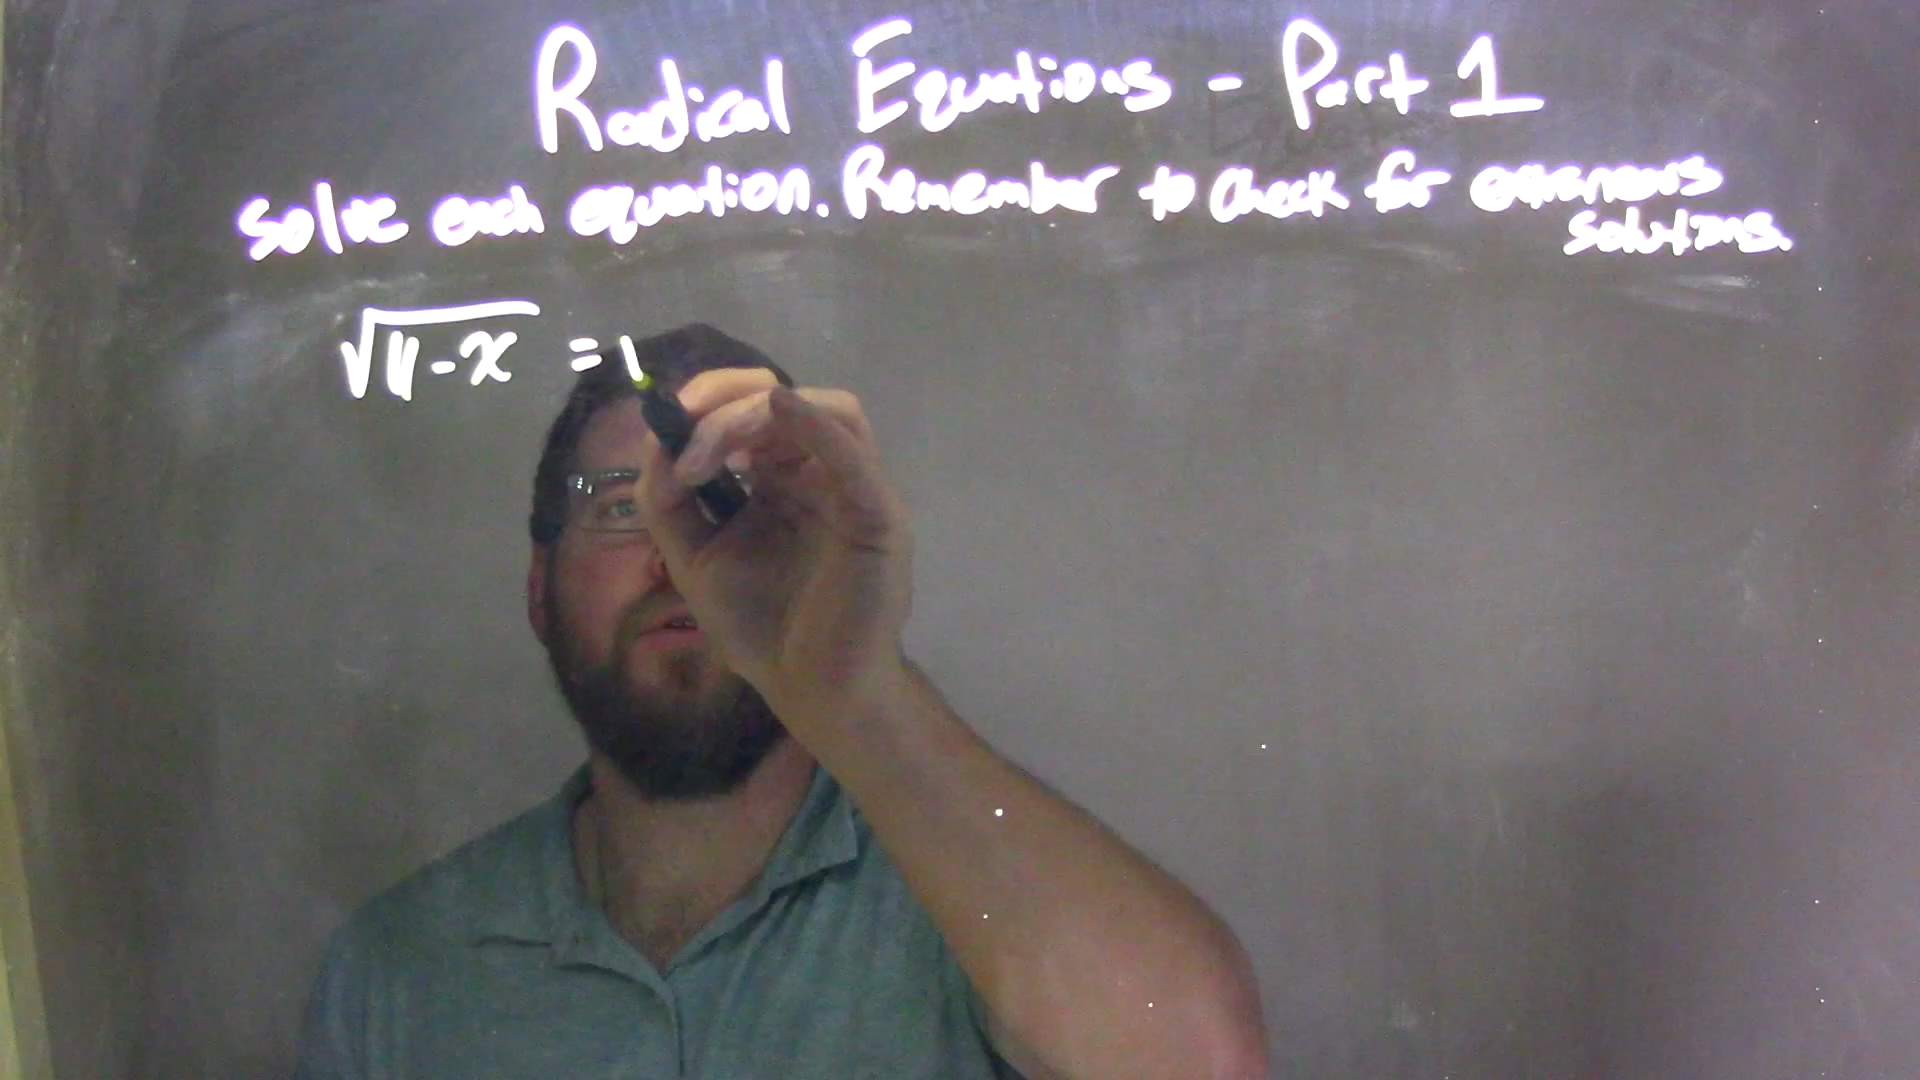 Radical Equations - Part 1
Solve each equation. Remember to check for extraneous
solutions.
√11-x = 1